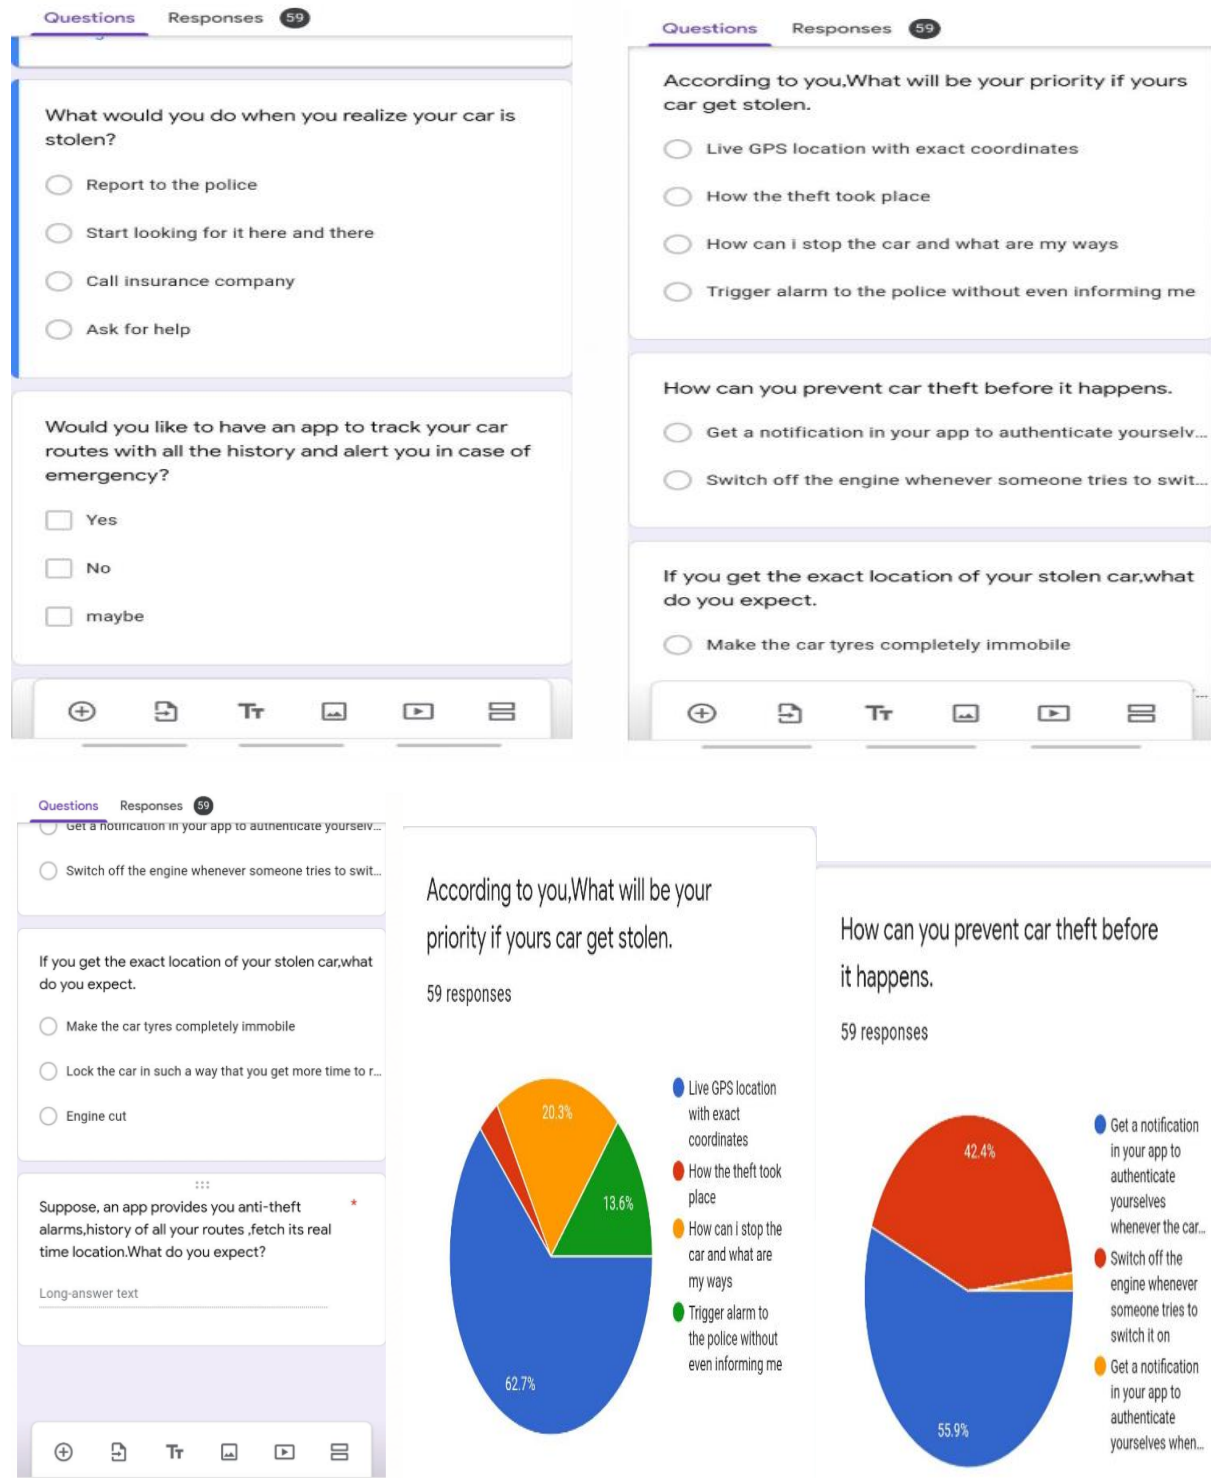 Questions Responses 59
What would you do when you realize your car is
stolen?
Report to the police
Start looking for it here and there
Call insurance company
Ask for help
Would you like to have an app to track your car
routes with all the history and alert you in case of
emergency?
Yes
No
maybe
Tт
Questions Responses 59
According to you,What will be your priority if yours
car get stolen.
Live GPS location with exact coordinates
How the theft took place
How can i stop the car and what are my ways
Trigger alarm to the police without even informing me
How can you prevent car theft before it happens.
Get a notification in your app to authenticate yourselv...
Switch off the engine whenever someone tries to swit...
If you get the exact location of your stolen car,what
do you expect.
Make the car tyres completely immobile
Tт
Questions Responses 59
Get a notification in your app to authenticate yourselv...
Switch off the engine whenever someone tries to swit...
If you get the exact location of your stolen car,what
do you expect.
Make the car tyres completely immobile
Lock the car in such a way that you get more time to r...
Engine cut
Suppose, an app provides you anti-theft *
alarms,history of all your routes ,fetch its real
time location.What do you expect?
Long-answer text
Tт
According to you,What will be your
priority if yours car get stolen.
59 responses
20.3%
13.6%
62.7%
Live GPS location
with exact
coordinates
How the theft took
place
How can i stop the
car and what are
my ways
Trigger alarm to
the police without
even informing me
How can you prevent car theft before
it happens.
59 responses
42.4%
55.9%
Get a notification
in your app to
authenticate
yourselves
whenever the car...
Switch off the
engine whenever
someone tries to
switch it on
Get a notification
in your app to
authenticate
yourselves when...